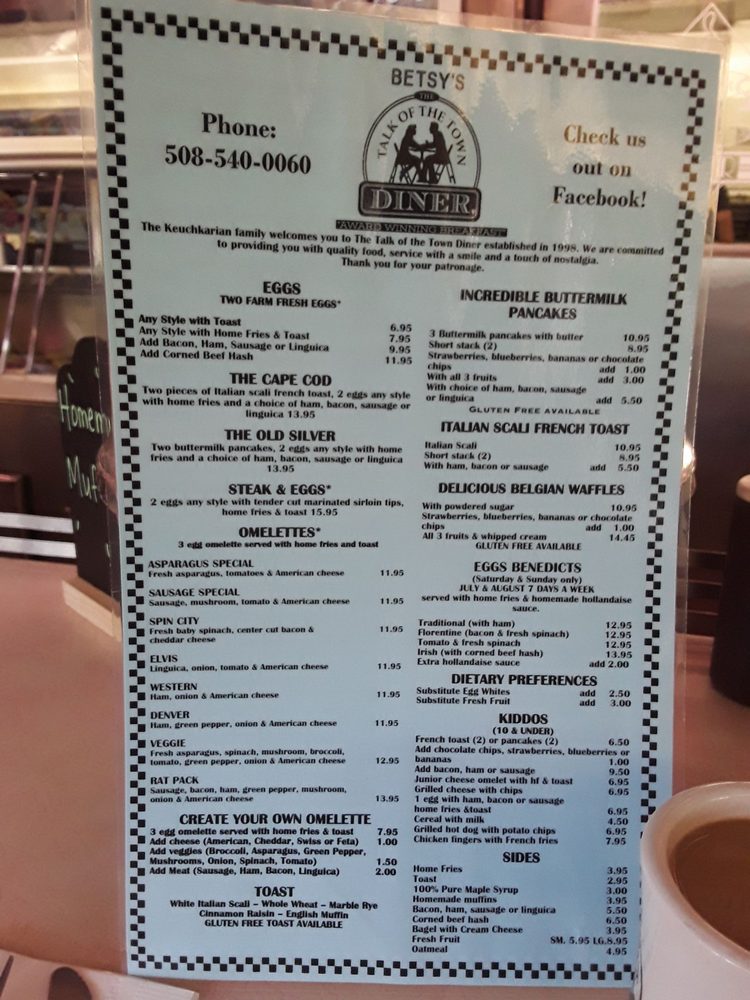 BETSY'S
THE
TALK OF THE TOWN
DINER
"AWARD WINNING BREAKFAST"
Phone:
508-540-0060
Check us
out on
Facebook!
The Keuchkarian family welcomes you to The Talk of the Town Diner established in 1998. We are committed
to providing you with quality food, service with a smile and a touch of nostalgia.
Thank you for your patronage.
EGGS
TWO FARM FRESH EGGS*
Any Style with Toast 6.95
Any Style with Home Fries & Toast 7.95
Add Bacon, Ham, Sausage or Linguica 9.95
Add Corned Beef Hash 11.95
THE CAPE COD
Two pieces of Italian scali french toast, 2 eggs any style
with home fries and a choice of ham, bacon, sausage or
linguica 13.95
THE OLD SILVER
Two buttermilk pancakes, 2 eggs any style with home
fries and a choice of ham, bacon, sausage or linguica
13.95
STEAK & EGGS*
2 eggs any style with tender cut marinated sirloin tips,
home fries & toast 15.95
OMELETTES*
3 egg omelette served with home fries and toast
ASPARAGUS SPECIAL
Fresh asparagus, tomatoes & American cheese 11.95
SAUSAGE SPECIAL
Sausage, mushroom, tomato & American cheese 11.95
SPIN CITY
Fresh baby spinach, center cut bacon & 11.95
cheddar cheese
ELVIS
Linguica, onion, tomato & American cheese 11.95
WESTERN
Ham, onion & American cheese 11.95
DENVER
Ham, green pepper, onion & American cheese 11.95
VEGGIE
Fresh asparagus, spinach, mushroom, broccoli,
tomato, green pepper, onion & American cheese 12.95
RAT PACK
Sausage, bacon, ham, green pepper, mushroom,
onion & American cheese 13.95
CREATE YOUR OWN OMELETTE
3 egg omelette served with home fries & toast 7.95
Add cheese (American, Cheddar, Swiss or Feta) 1.00
Add veggies (Broccoli, Asparagus, Green Pepper,
Mushrooms, Onion, Spinach, Tomato) 1.50
Add Meat (Sausage, Ham, Bacon, Linguica) 2.00
TOAST
White Italian Scali ~ Whole Wheat ~ Marble Rye
Cinnamon Raisin ~ English Muffin
GLUTEN FREE TOAST AVAILABLE
INCREDIBLE BUTTERMILK
PANCAKES
3 Buttermilk pancakes with butter 10.95
Short stack (2) 8.95
Strawberries, blueberries, bananas or chocolate
chips add 1.00
With all 3 fruits add 3.00
With choice of ham, bacon, sausage
or linguica add 5.50
GLUTEN FREE AVAILABLE
ITALIAN SCALI FRENCH TOAST
Italian Scali 10.95
Short stack (2) 8.95
With ham, bacon or sausage add 5.50
DELICIOUS BELGIAN WAFFLES
With powdered sugar 10.95
Strawberries, blueberries, bananas or chocolate
chips add 1.00
All 3 fruits & whipped cream 14.45
GLUTEN FREE AVAILABLE
EGGS BENEDICTS
(Saturday & Sunday only)
JULY & AUGUST 7 DAYS A WEEK
served with home fries & homemade hollandaise
sauce.
Traditional (with ham) 12.95
Florentine (bacon & fresh spinach) 12.95
Tomato & fresh spinach 12.95
Irish (with corned beef hash) 13.95
Extra hollandaise sauce add 2.00
DIETARY PREFERENCES
Substitute Egg Whites add 2.50
Substitute Fresh Fruit add 3.00
KIDDOS
(10 & UNDER)
French toast (2) or pancakes (2) 6.50
Add chocolate chips, strawberries, blueberries or
bananas 1.00
Add bacon, ham or sausage 9.50
Junior cheese omelet with hf & toast 6.95
Grilled cheese with chips 6.95
1 egg with ham, bacon or sausage
home fries &toast 6.95
Cereal with milk 4.50
Grilled hot dog with potato chips 6.95
Chicken fingers with French fries 7.95
SIDES
Home Fries 3.95
Toast 2.95
100% Pure Maple Syrup 3.00
Homemade muffins 3.95
Bacon, ham, sausage or linguica 5.50
Corned beef hash 6.50
Bagel with Cream Cheese 3.95
Fresh Fruit SM. 5.95 LG.8.95
Oatmeal 4.95
Homem
Muf